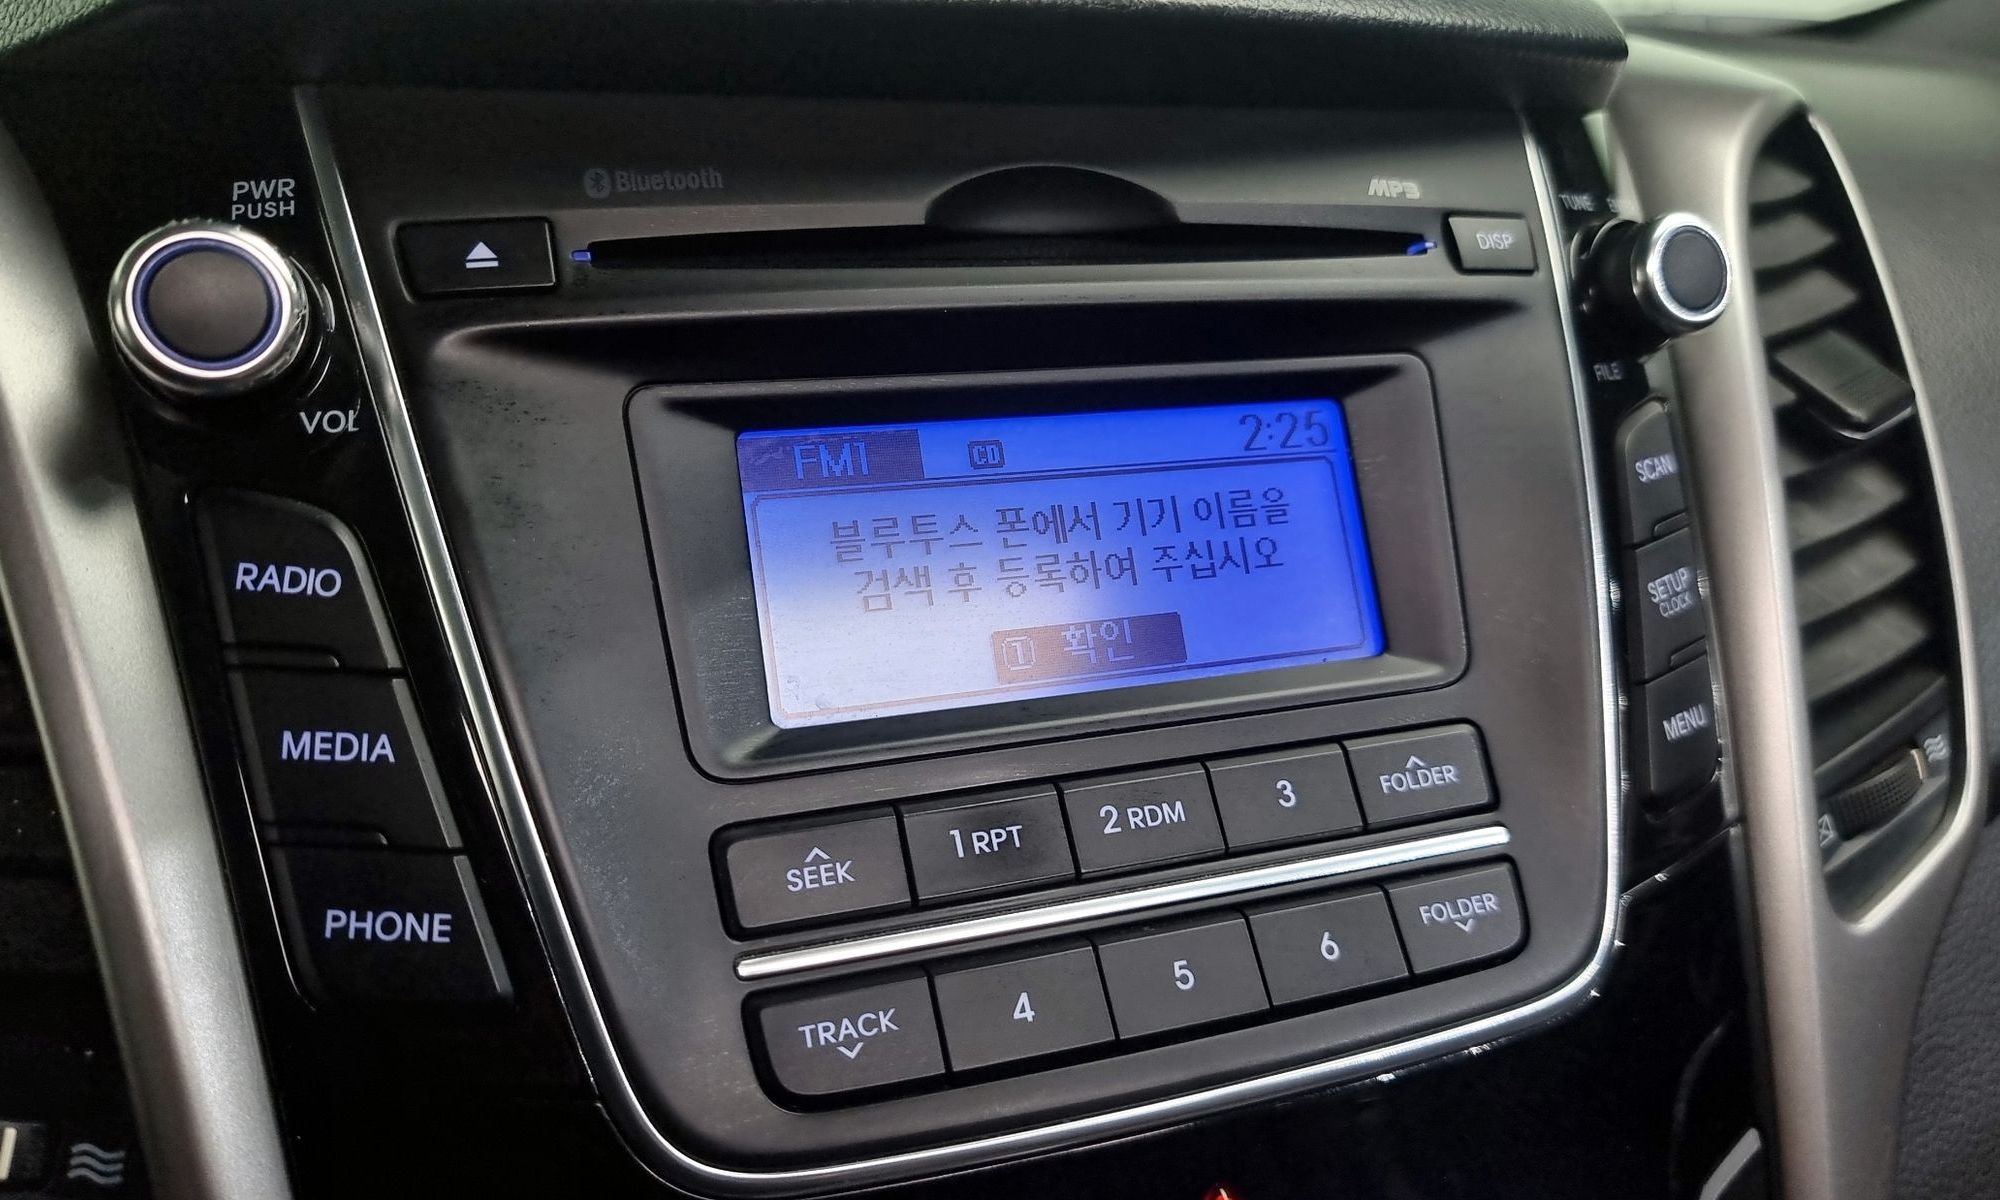 PWR
PUSH
Bluetooth
MP3
TUNE
DISP
VOL
FILE
FM1 CD 2:25
블루투스 폰에서 기기 이름을
검색 후 등록하여 주십시오
1 확인
RADIO
MEDIA
PHONE
SCAN
SETUP
CLOCK
MENU
SEEK
1 RPT
2 RDM
3
FOLDER
TRACK
4
5
6
FOLDER